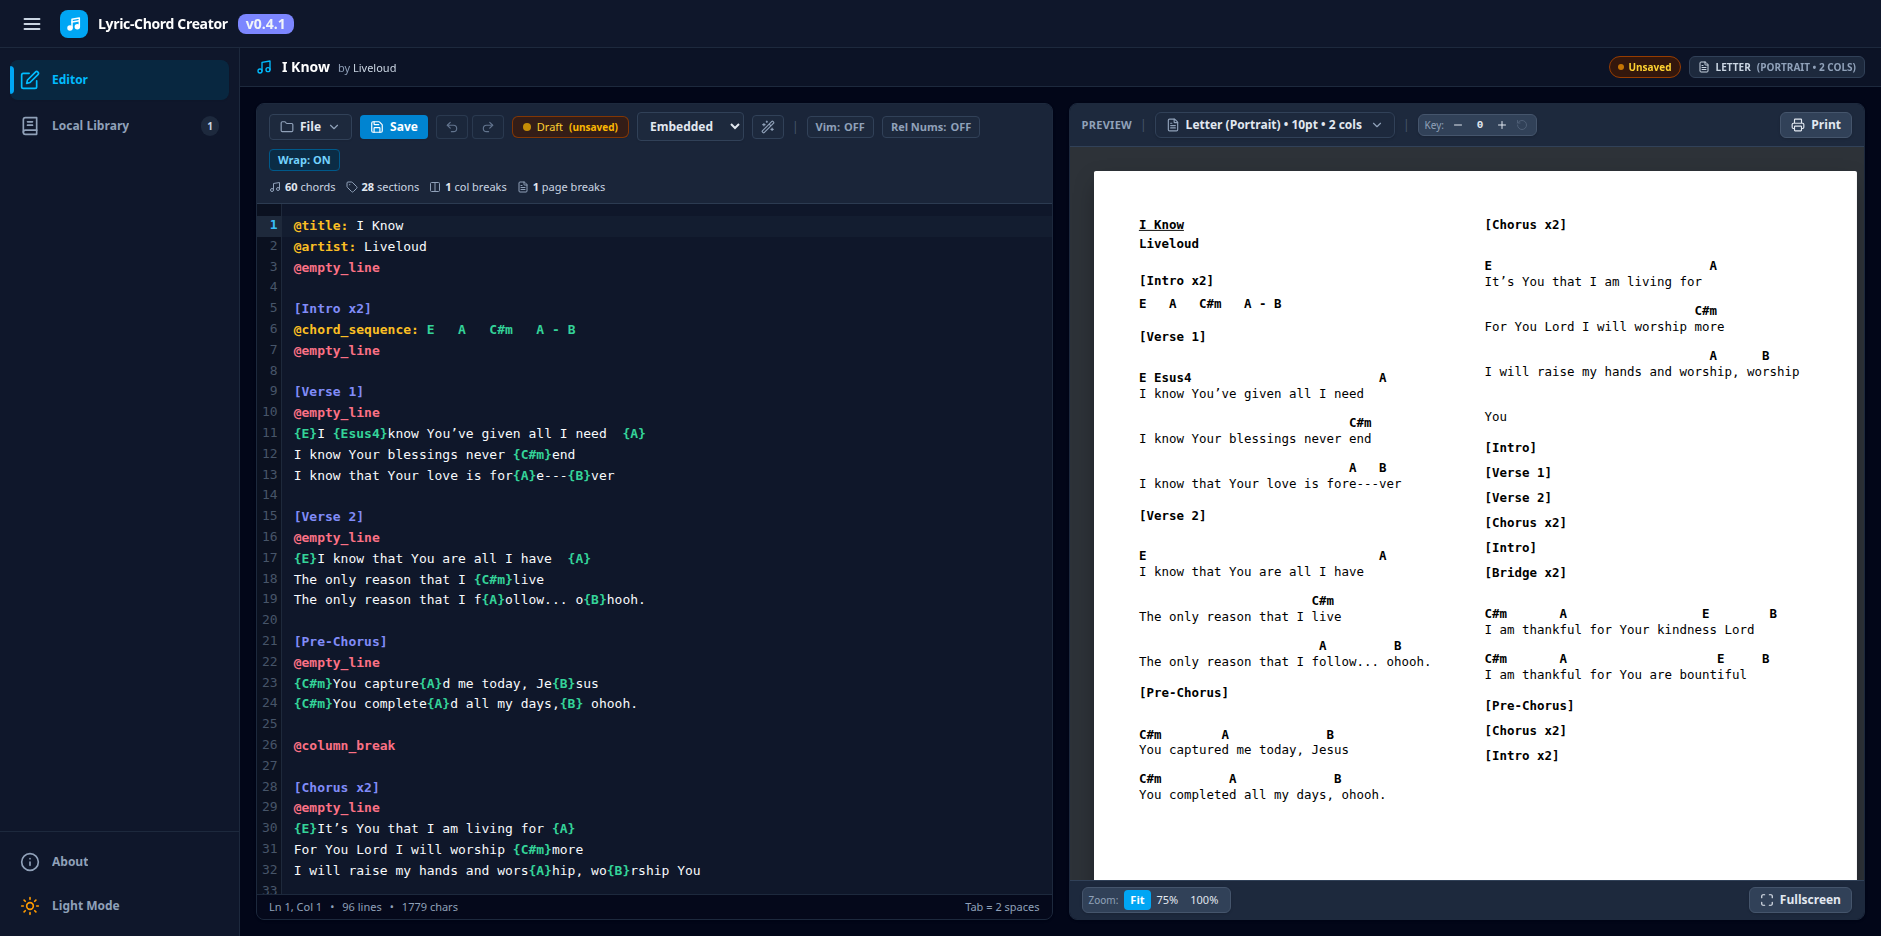 Lyric-Chord Creator v0.4.1
Editor
Local Library 1
About
Light Mode
I Know by Liveloud
Unsaved
LETTER (PORTRAIT • 2 COLS)
File
Save
Draft (unsaved)
Embedded
Vim: OFF
Rel Nums: OFF
Wrap: ON
60 chords 28 sections 1 col breaks 1 page breaks
1 @title: I Know
2 @artist: Liveloud
3 @empty_line
4
5 [Intro x2]
6 @chord_sequence: E   A   C#m   A - B
7 @empty_line
8
9 [Verse 1]
10 @empty_line
11 {E}I {Esus4}know You’ve given all I need  {A}
12 I know Your blessings never {C#m}end
13 I know that Your love is for{A}e---{B}ver
14
15 [Verse 2]
16 @empty_line
17 {E}I know that You are all I have  {A}
18 The only reason that I {C#m}live
19 The only reason that I f{A}ollow... o{B}hooh.
20
21 [Pre-Chorus]
22 @empty_line
23 {C#m}You capture{A}d me today, Je{B}sus
24 {C#m}You complete{A}d all my days,{B} ohooh.
25
26 @column_break
27
28 [Chorus x2]
29 @empty_line
30 {E}It’s You that I am living for {A}
31 For You Lord I will worship {C#m}more
32 I will raise my hands and wors{A}hip, wo{B}rship You
33
Ln 1, Col 1 • 96 lines • 1779 chars
Tab = 2 spaces
PREVIEW
Letter (Portrait) • 10pt • 2 cols
Key: − 0 +
Print
I Know
Liveloud
[Intro x2]
E   A   C#m   A - B
[Verse 1]
E Esus4                         A
I know You’ve given all I need
                            C#m
I know Your blessings never end
                            A   B
I know that Your love is fore---ver
[Verse 2]
E                               A
I know that You are all I have
                       C#m
The only reason that I live
                        A         B
The only reason that I follow... ohooh.
[Pre-Chorus]
C#m        A             B
You captured me today, Jesus
C#m         A             B
You completed all my days, ohooh.
[Chorus x2]
E                             A
It’s You that I am living for
                            C#m
For You Lord I will worship more
                              A      B
I will raise my hands and worship, worship
You
[Intro]
[Verse 1]
[Verse 2]
[Chorus x2]
[Intro]
[Bridge x2]
C#m       A                  E        B
I am thankful for Your kindness Lord
C#m       A                    E     B
I am thankful for You are bountiful
[Pre-Chorus]
[Chorus x2]
[Intro x2]
Zoom: Fit 75% 100%
Fullscreen